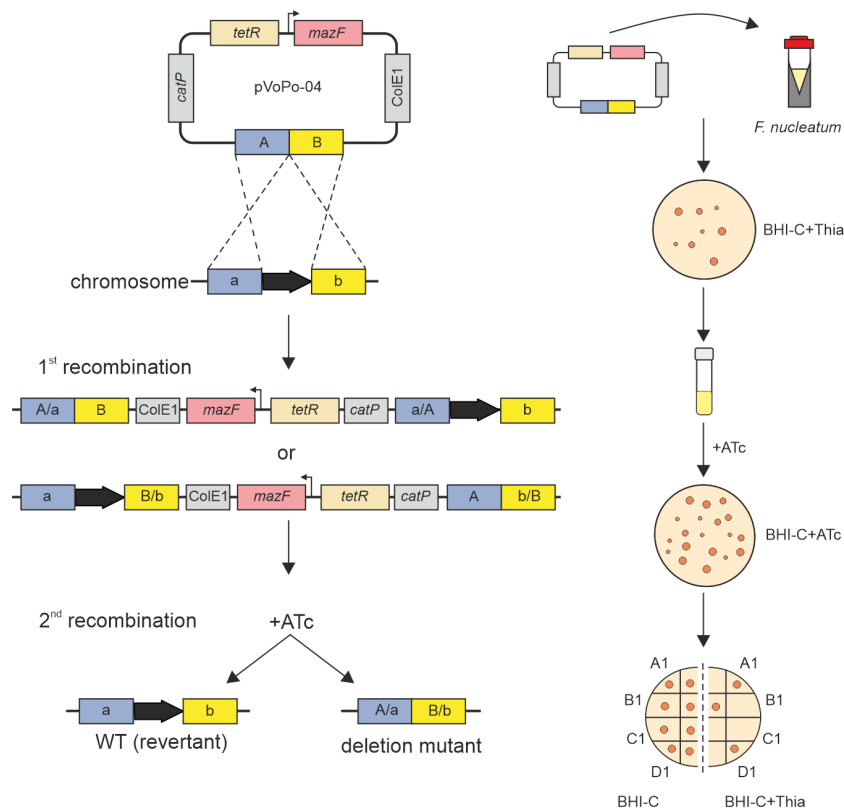 tetR
mazF
catP
pVoPo-04
ColE1
A
B
chromosome
a
b
1st recombination
A/a
B
ColE1
mazF
tetR
catP
a/A
b
or
a
B/b
ColE1
mazF
tetR
catP
A
b/B
2nd recombination
+ATc
a
b
A/a
B/b
WT (revertant)
deletion mutant
F. nucleatum
BHI-C+Thia
+ATc
BHI-C+ATc
A1
A1
B1
B1
C1
C1
D1
D1
BHI-C
BHI-C+Thia